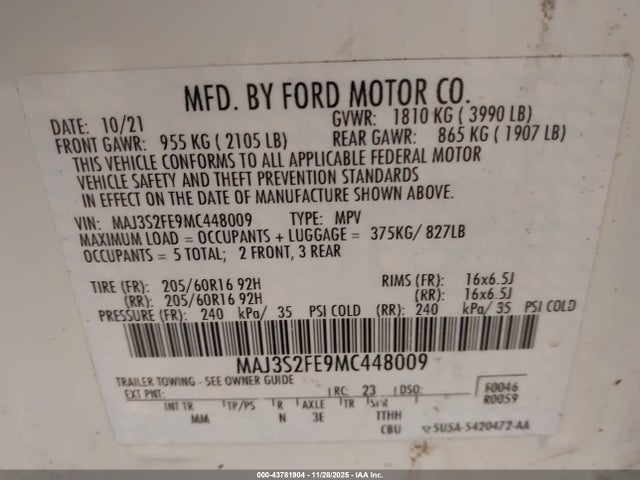 MFD. BY FORD MOTOR CO.
DATE: 10/21 GVWR: 1810 KG ( 3990 LB)
FRONT GAWR: 955 KG ( 2105 LB) REAR GAWR: 865 KG ( 1907 LB)
THIS VEHICLE CONFORMS TO ALL APPLICABLE FEDERAL MOTOR
VEHICLE SAFETY AND THEFT PREVENTION STANDARDS
IN EFFECT ON THE DATE OF MANUFACTURE SHOWN ABOVE.
VIN: MAJ3S2FE9MC448009 TYPE: MPV
MAXIMUM LOAD = OCCUPANTS + LUGGAGE = 375KG/ 827LB
OCCUPANTS = 5 TOTAL; 2 FRONT, 3 REAR
TIRE (FR): 205/60R16 92H RIMS (FR): 16x6.5J
(RR): 205/60R16 92H (RR): 16x6.5J
PRESSURE (FR): 240 kPa/ 35 PSI COLD (RR): 240 kPa/ 35 PSI COLD
MAJ3S2FE9MC448009
TRAILER TOWING - SEE OWNER GUIDE
EXT PNT: RC: 23 DSO: F0046
R0059
INT TR TP/PS R AXLE TR SPR
MM N 3E ITHH
CBU 5USA-5420472-AA
000-43781904 | 11/28/2025 - IAA Inc.